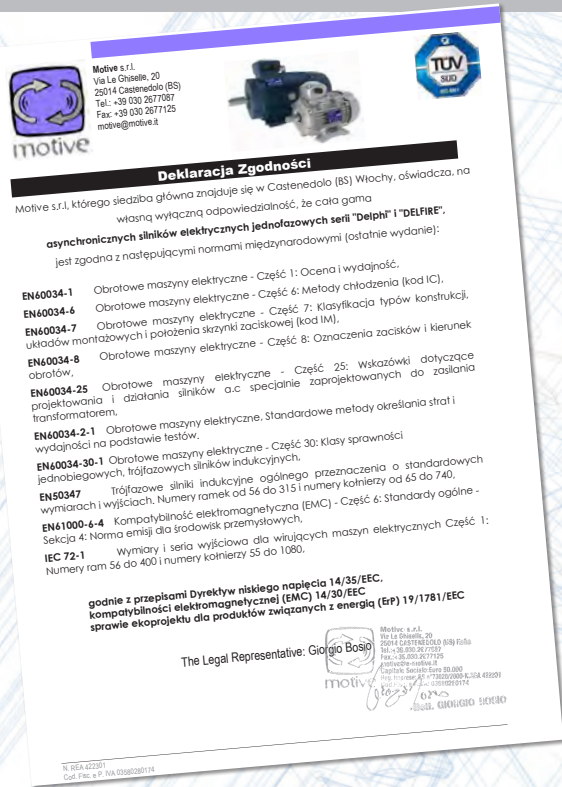 Motive s.r.l.
Via Le Ghiselle, 20
25014 Castenedolo (BS)
Tel.: +39 030 2677087
Fax: +39 030 2677125
motive@motive.it
motive
TÜV
SUD
Deklaracja Zgodności
Motive s.r.l, którego siedziba główna znajduje się w Castenedolo (BS) Włochy, oświadcza, na
własną wyłączną odpowiedzialność, że cała gama
asynchronicznych silników elektrycznych jednofazowych serii "Delphi" i "DELFIRE",
jest zgodna z następującymi normami międzynarodowymi (ostatnie wydanie):
EN60034-1 Obrotowe maszyny elektryczne - Część 1: Ocena i wydajność,
EN60034-6 Obrotowe maszyny elektryczne - Część 6: Metody chłodzenia (kod IC),
EN60034-7 Obrotowe maszyny elektryczne - Część 7: Klasyfikacja typów konstrukcji,
układów montażowych i położenia skrzynki zaciskowej (kod IM),
EN60034-8 Obrotowe maszyny elektryczne - Część 8: Oznaczenia zacisków i kierunek
obrotów,
EN60034-25 Obrotowe maszyny elektryczne - Część 25: Wskazówki dotyczące
projektowania i działania silników a.c specjalnie zaprojektowanych do zasilania
transformatorem,
EN60034-2-1 Obrotowe maszyny elektryczne. Standardowe metody określania strat i
wydajności na podstawie testów.
EN60034-30-1 Obrotowe maszyny elektryczne - Część 30: Klasy sprawności
jednobiegowych, trójfazowych silników indukcyjnych,
EN50347 Trójfazowe silniki indukcyjne ogólnego przeznaczenia o standardowych
wymiarach i wyjściach. Numery ramek od 56 do 315 i numery kołnierzy od 65 do 740,
EN61000-6-4 Kompatybilność elektromagnetyczna (EMC) - Część 6: Standardy ogólne -
Sekcja 4: Norma emisji dla środowisk przemysłowych,
IEC 72-1 Wymiary i seria wyjściowa dla wirujących maszyn elektrycznych Część 1:
Numery ram 56 do 400 i numery kołnierzy 55 do 1080,
godnie z przepisami Dyrektyw niskiego napięcia 14/35/EEC,
kompatybilności elektromagnetycznej (EMC) 14/30/EEC
sprawie ekoprojektu dla produktów związanych z energią (ErP) 19/1781/EEC
The Legal Representative: Giorgio Bosio
motive
Motive s.r.l.
Via Le Ghiselle, 20
25014 CASTENEDOLO (BS) Italia
Capitale Sociale Euro 50.000
GIORGIO BOSIO
N. REA 422301
Cod. Fisc. e P. IVA 03580280174